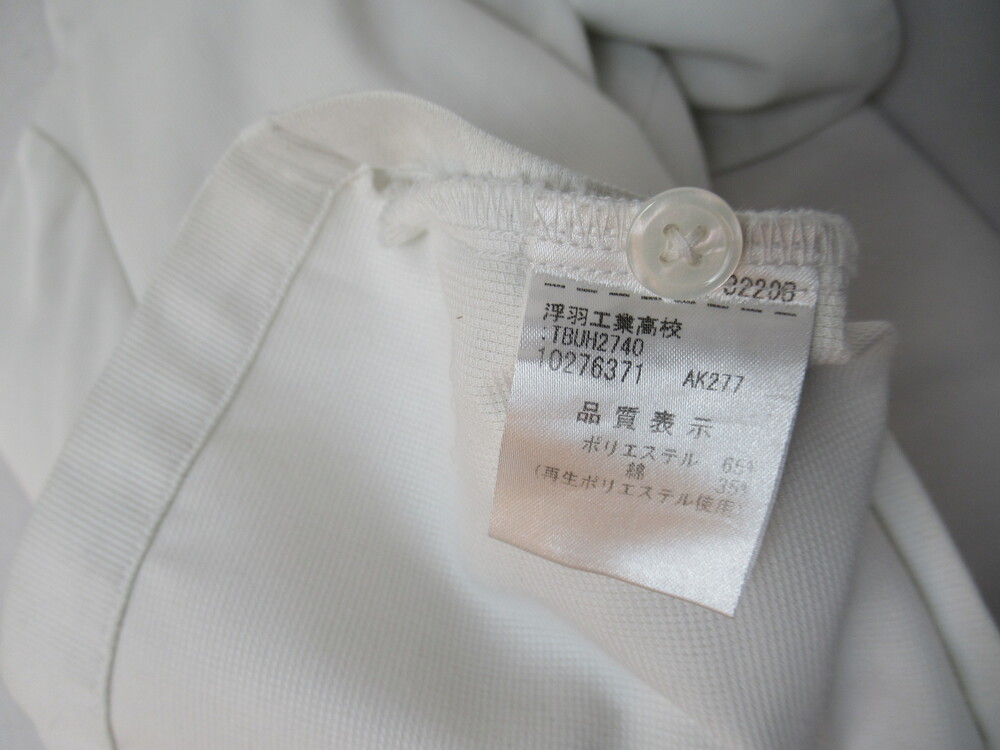 3220B
浮羽工業高校
:TBUH2740
10276371 AK277
品質表示
ポリエステル 65%
綿 35%
(再生ポリエステル使用)